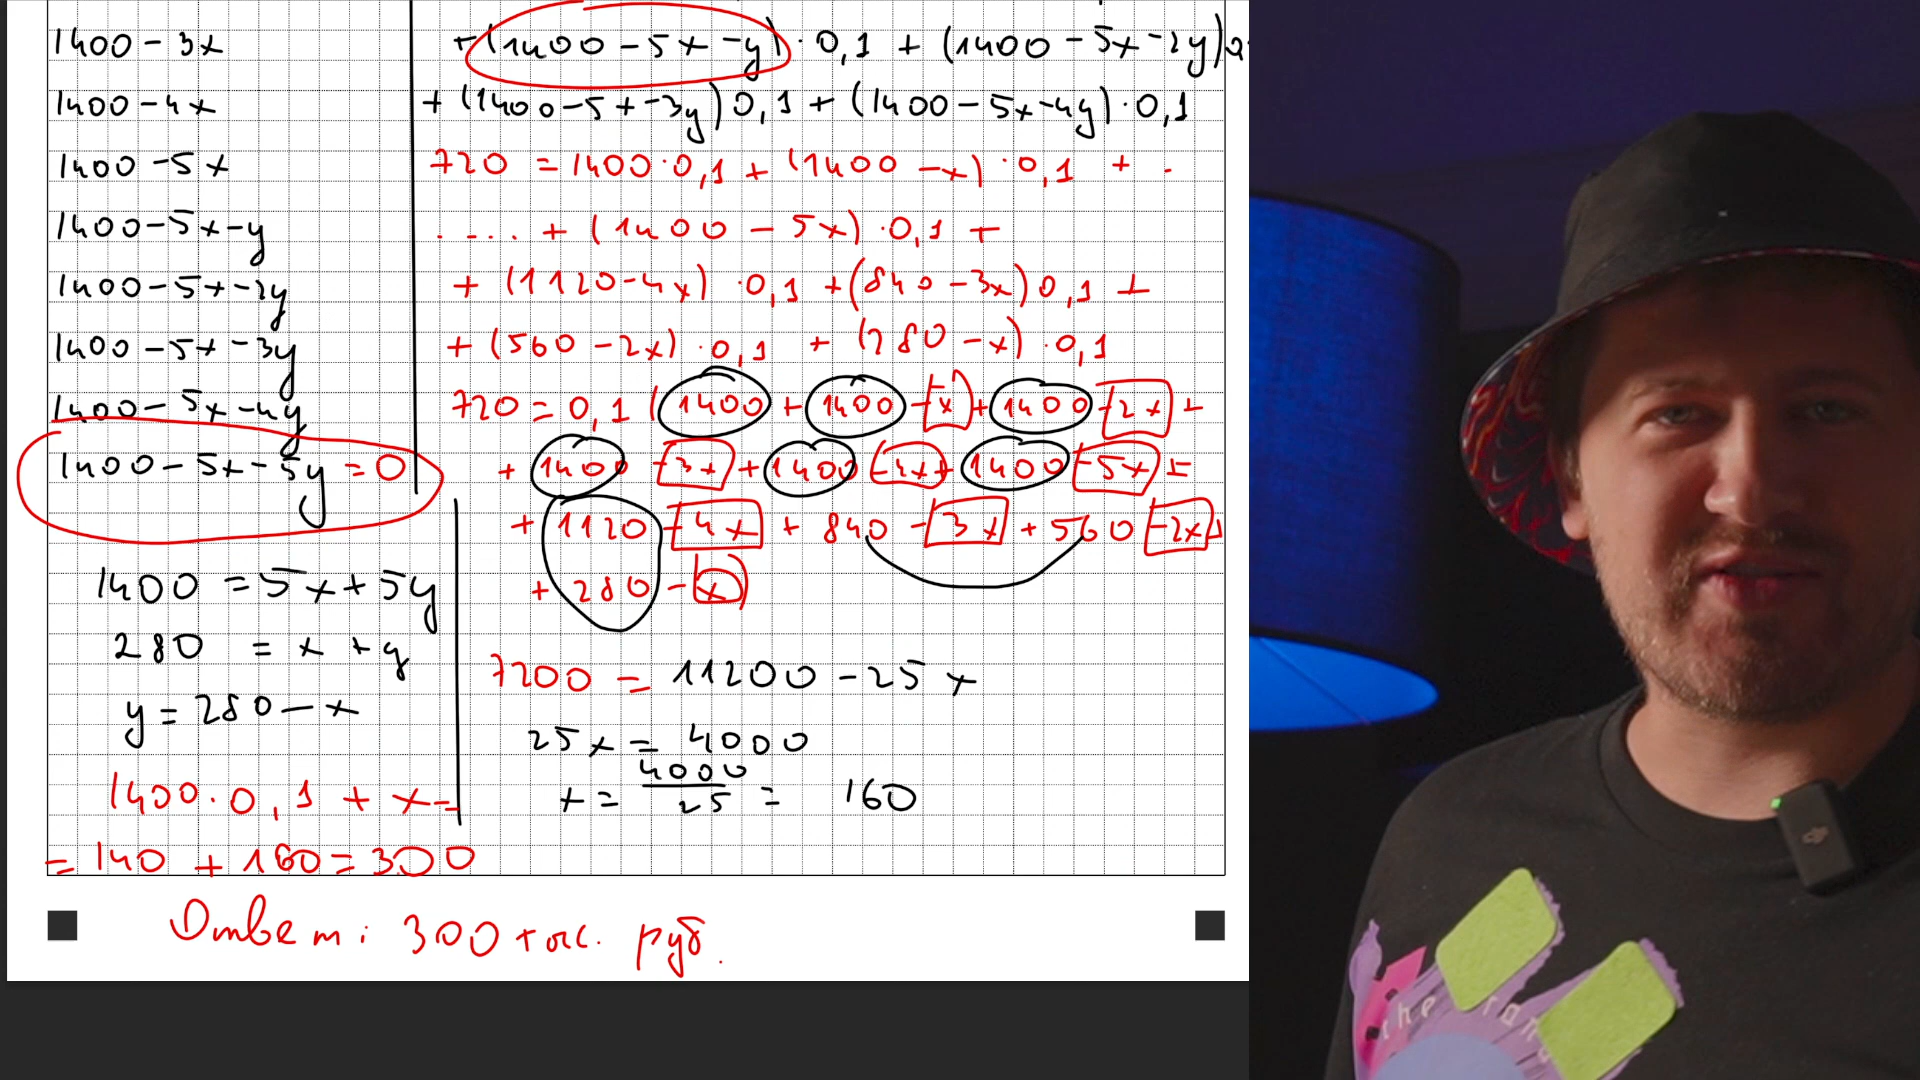 1400 - 3x
1400 - 4x
1400 - 5x
1400 - 5x - y
1400 - 5x - 2y
1400 - 5x - 3y
1400 - 5x - 4y
1400 - 5x - 5y = 0
1400 = 5x + 5y
280 = x + y
y = 280 - x
1400 · 0,1 + x =
= 140 + 160 = 300
+ (1400 - 5x - y) · 0,1 + (1400 - 5x - 2y)
+ (1400 - 5x - 3y) 0,1 + (1400 - 5x - 4y) · 0,1
720 = 1400 · 0,1 + (1400 - x) · 0,1 + .
.... + (1400 - 5x) · 0,1 +
+ (1120 - 4x) · 0,1 + (840 - 3x) 0,1 +
+ (560 - 2x) · 0,1 + (280 - x) · 0,1
720 = 0,1 (1400 + 1400 - x + 1400 - 2x +
+ 1400 - 3x + 1400 - 4x + 1400 - 5x +
+ 1120 - 4x + 840 - 3x + 560 - 2x +
+ 280 - x)
7200 = 11200 - 25x
25x = 4000
x = 4000/25 = 160
Ответ: 300 тыс. руб.
the